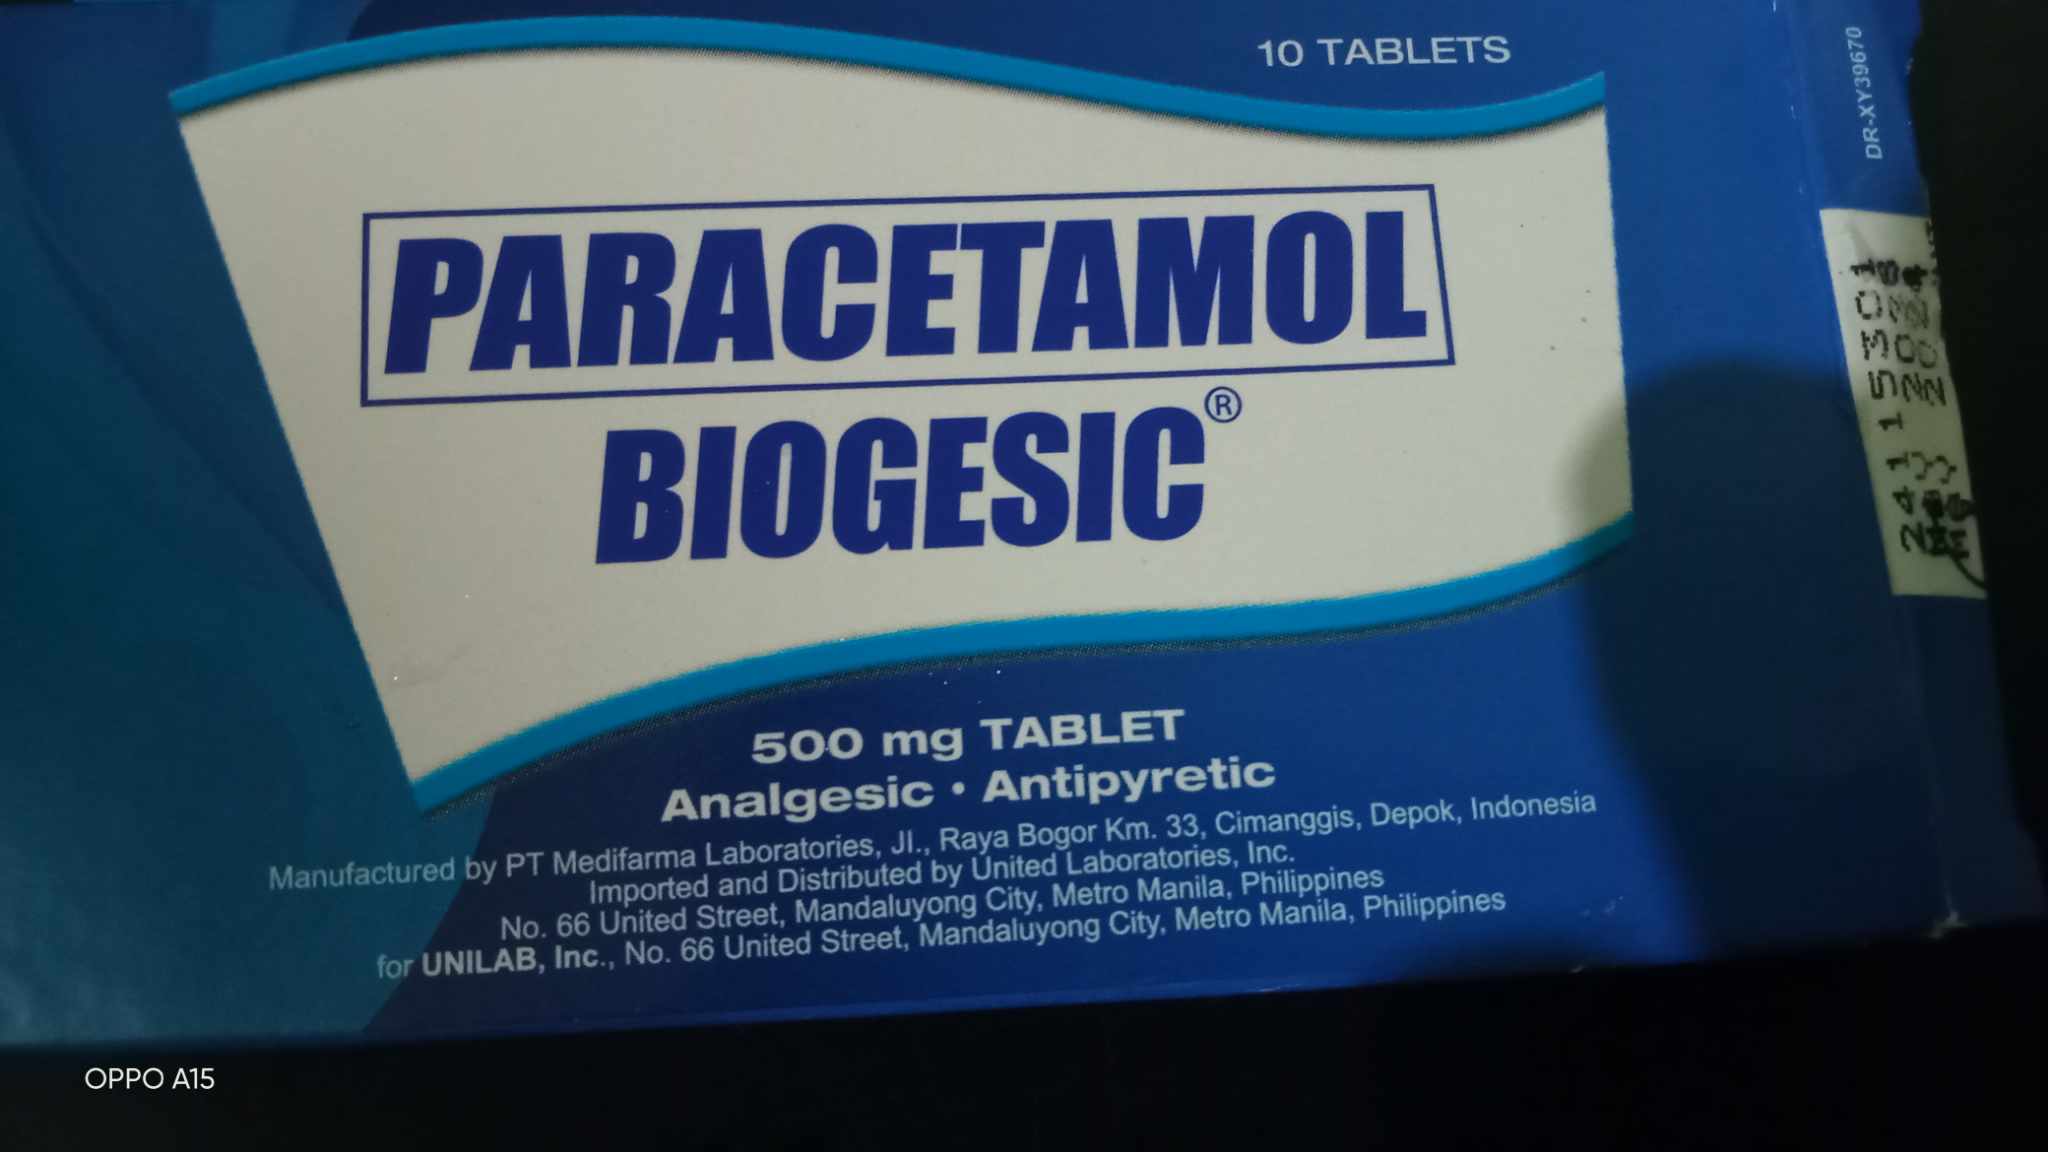 10 TABLETS
PARACETAMOL
BIOGESIC®
500 mg TABLET
Analgesic • Antipyretic
Manufactured by PT Medifarma Laboratories, Jl., Raya Bogor Km. 33, Cimanggis, Depok, Indonesia
Imported and Distributed by United Laboratories, Inc.
No. 66 United Street, Mandaluyong City, Metro Manila, Philippines
for UNILAB, Inc., No. 66 United Street, Mandaluyong City, Metro Manila, Philippines
DR-XY39670
24115301
OPPO A15